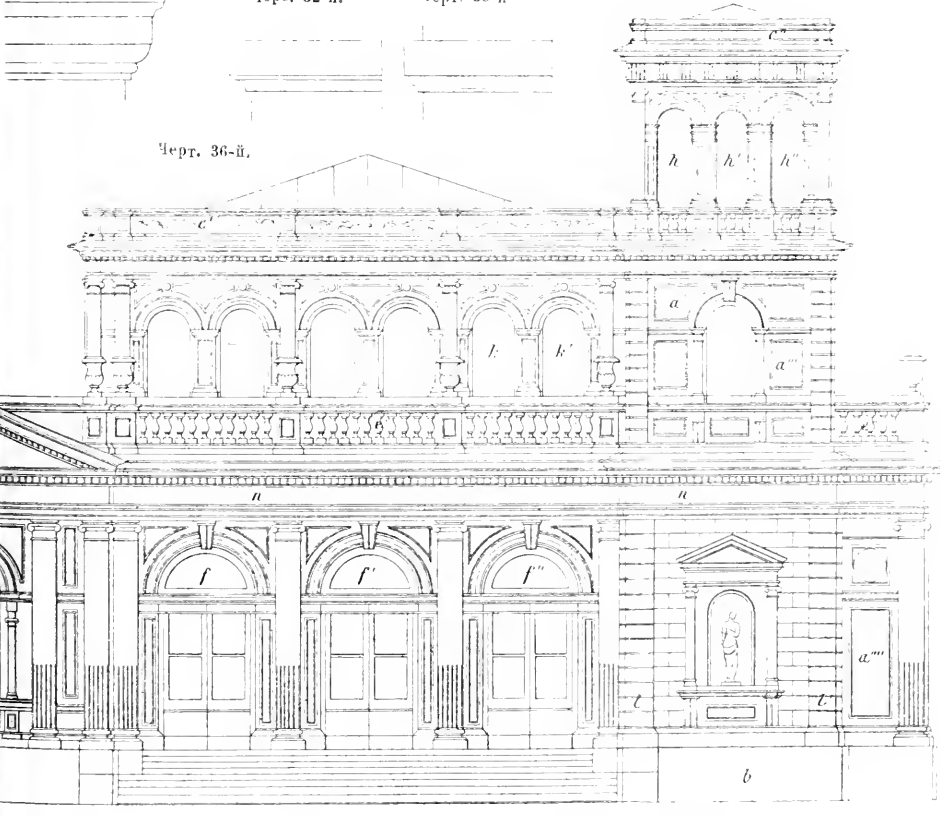 Черт. 36-й.
c"
h h' h"
c'
a
k k' a"'
e e
n n
f f' f"
a""
l l
b